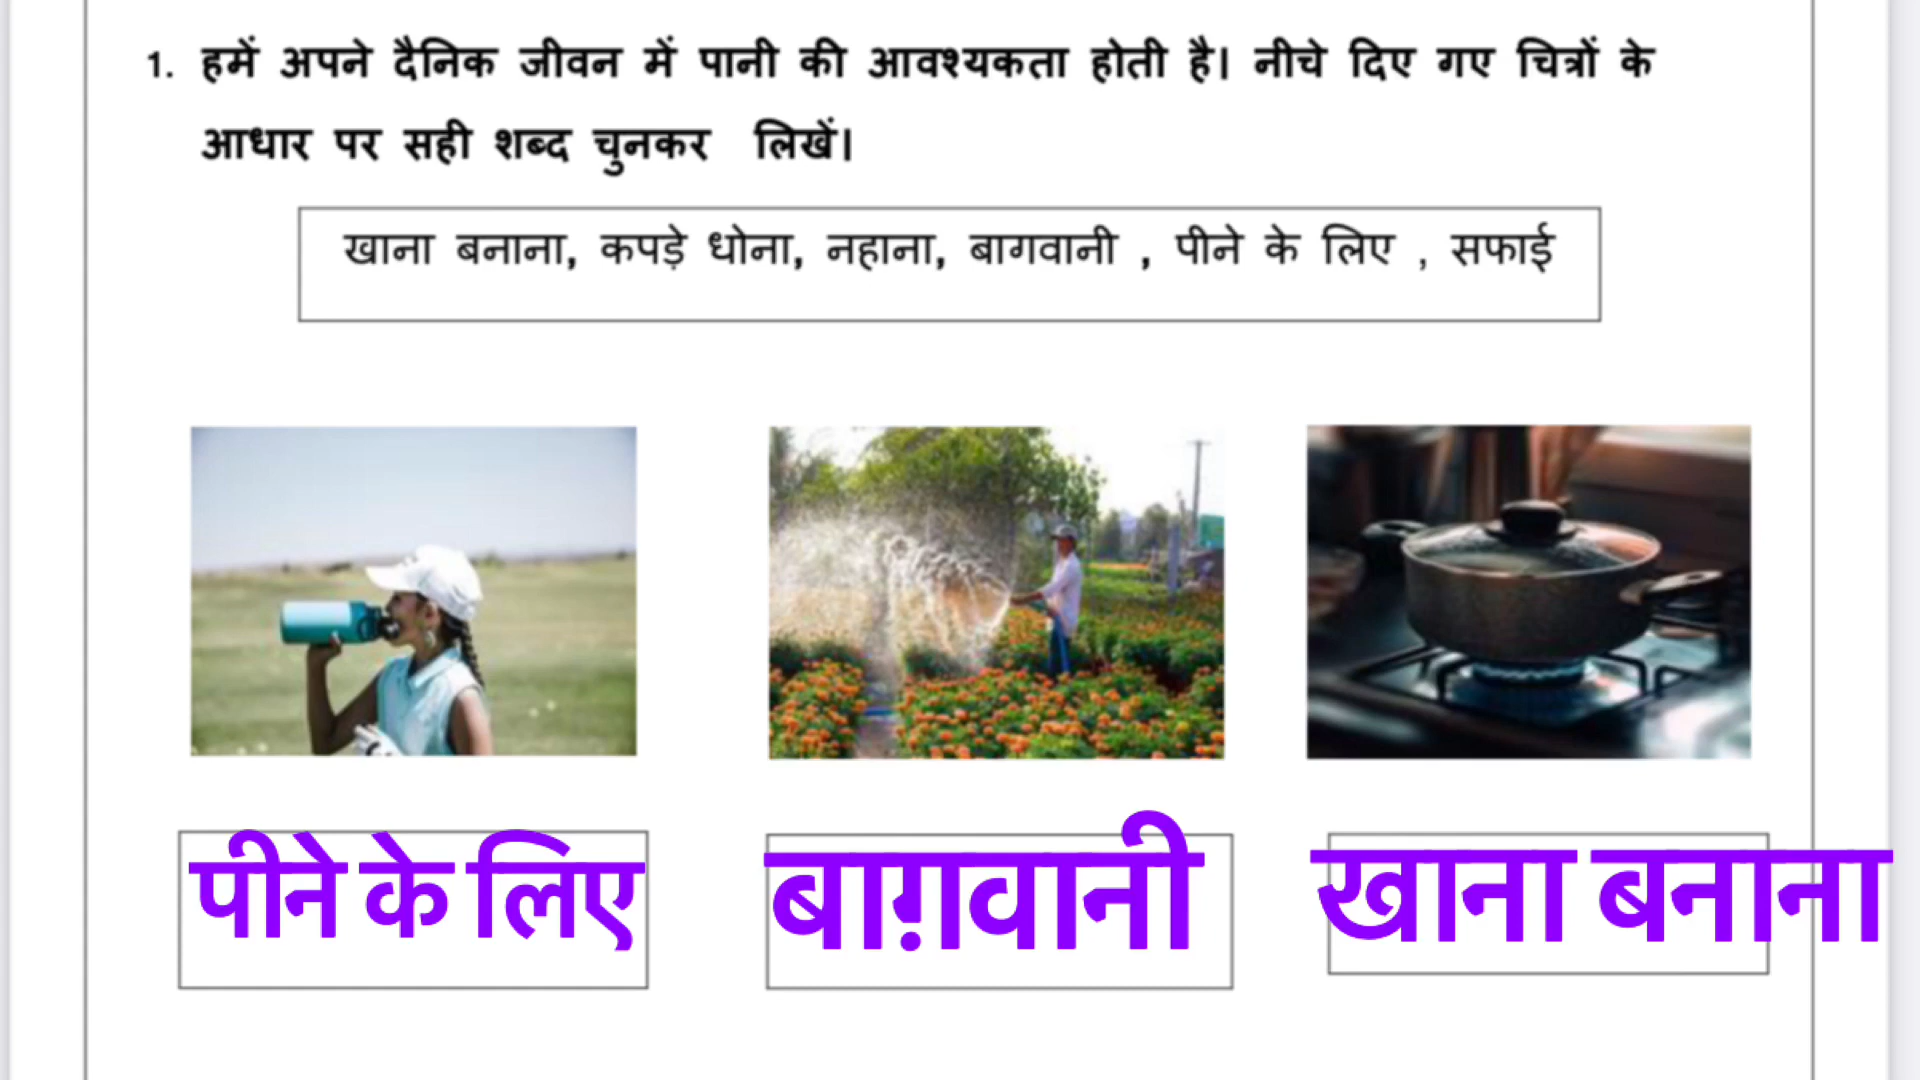 1. हमें अपने दैनिक जीवन में पानी की आवश्यकता होती है। नीचे दिए गए चित्रों के
आधार पर सही शब्द चुनकर लिखें।
खाना बनाना, कपड़े धोना, नहाना, बागवानी , पीने के लिए , सफाई
पीने के लिए बाग़वानी खाना बनाना